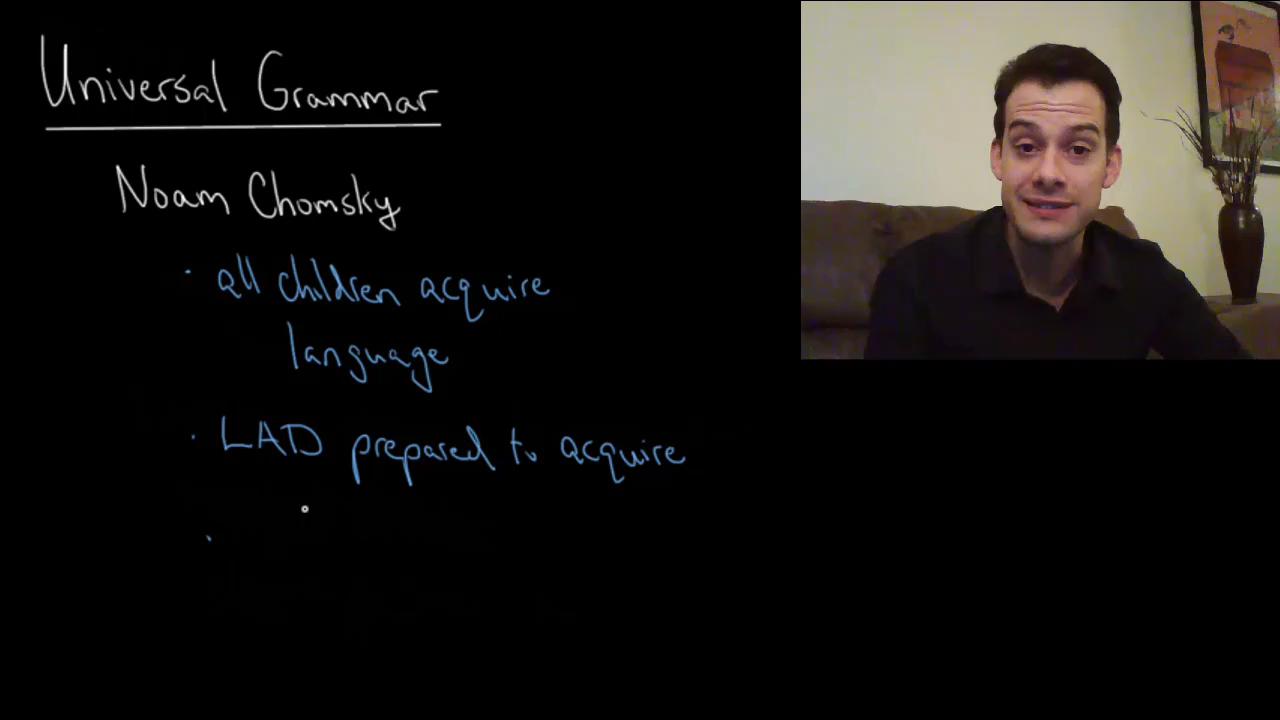 Universal Grammar
Noam Chomsky
· all children acquire
language
· LAD prepared to acquire
·